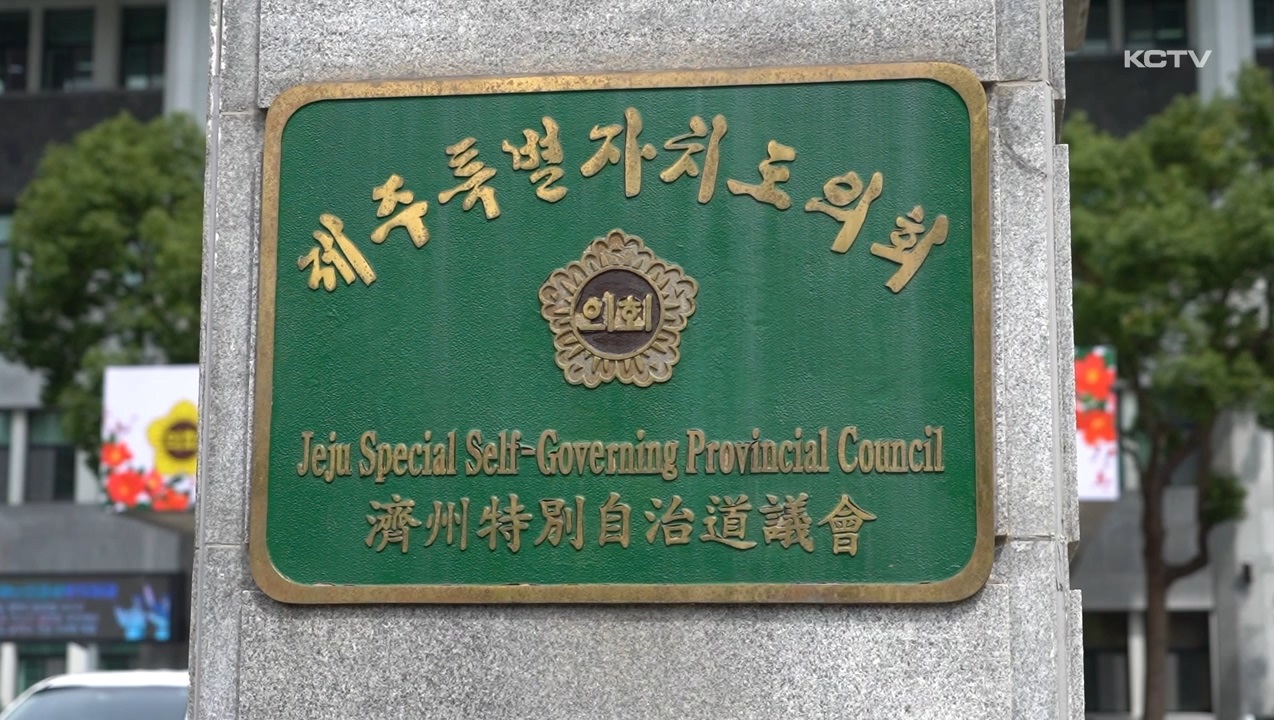 KCTV
제주특별자치도의회
의회
Jeju Special Self-Governing Provincial Council
濟州特別自治道議會